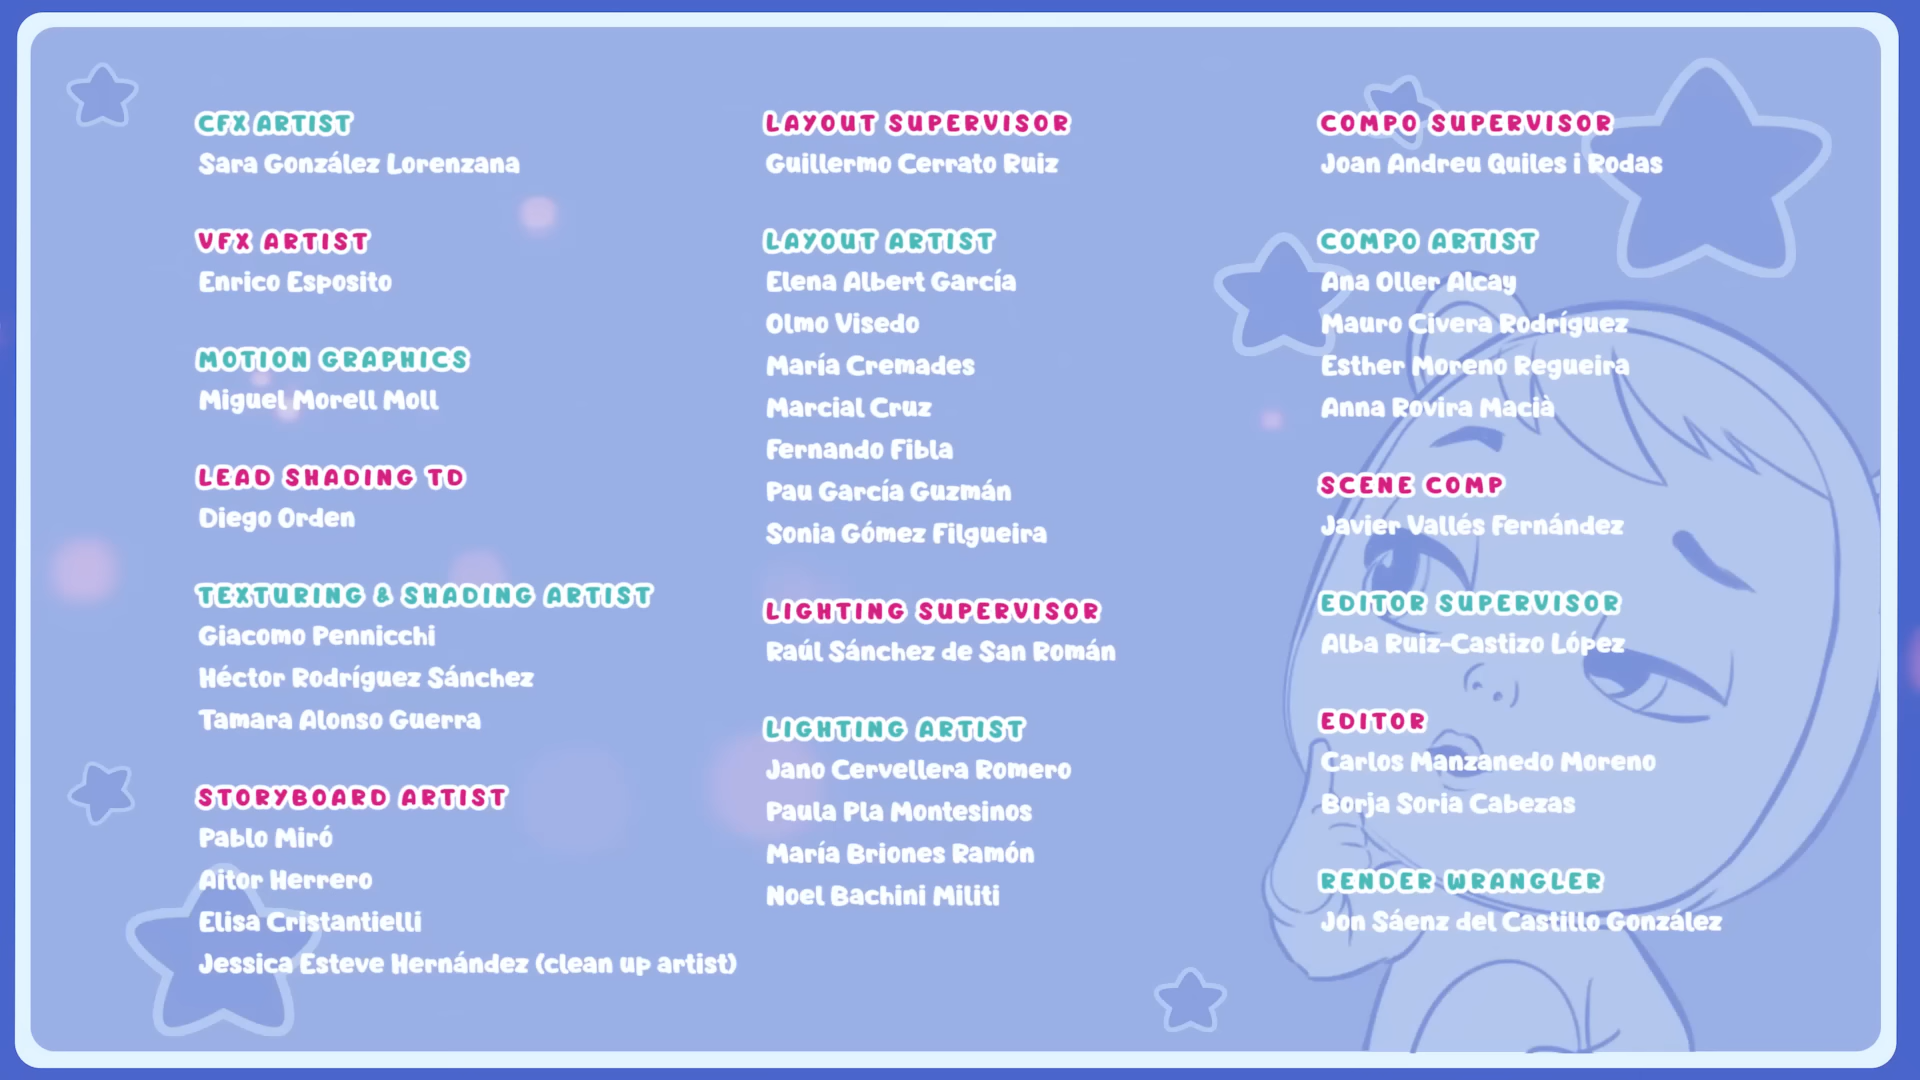 CFX ARTIST
Sara González Lorenzana
VFX ARTIST
Enrico Esposito
MOTION GRAPHICS
Miguel Morell Moll
LEAD SHADING TD
Diego Orden
TEXTURING & SHADING ARTIST
Giacomo Pennicchi
Héctor Rodríguez Sánchez
Tamara Alonso Guerra
STORYBOARD ARTIST
Pablo Miró
Aitor Herrero
Elisa Cristantielli
Jessica Esteve Hernández (clean up artist)
LAYOUT SUPERVISOR
Guillermo Cerrato Ruiz
LAYOUT ARTIST
Elena Albert García
Olmo Visedo
María Cremades
Marcial Cruz
Fernando Fibla
Pau García Guzmán
Sonia Gómez Filgueira
LIGHTING SUPERVISOR
Raúl Sánchez de San Román
LIGHTING ARTIST
Jano Cervellera Romero
Paula Pla Montesinos
María Briones Ramón
Noel Bachini Militi
COMPO SUPERVISOR
Joan Andreu Quiles i Rodas
COMPO ARTIST
Ana Oller Alcay
Mauro Civera Rodríguez
Esther Moreno Regueira
Anna Rovira Macià
SCENE COMP
Javier Vallés Fernández
EDITOR SUPERVISOR
Alba Ruiz-Castizo López
EDITOR
Carlos Manzanedo Moreno
Borja Soria Cabezas
RENDER WRANGLER
Jon Sáenz del Castillo González